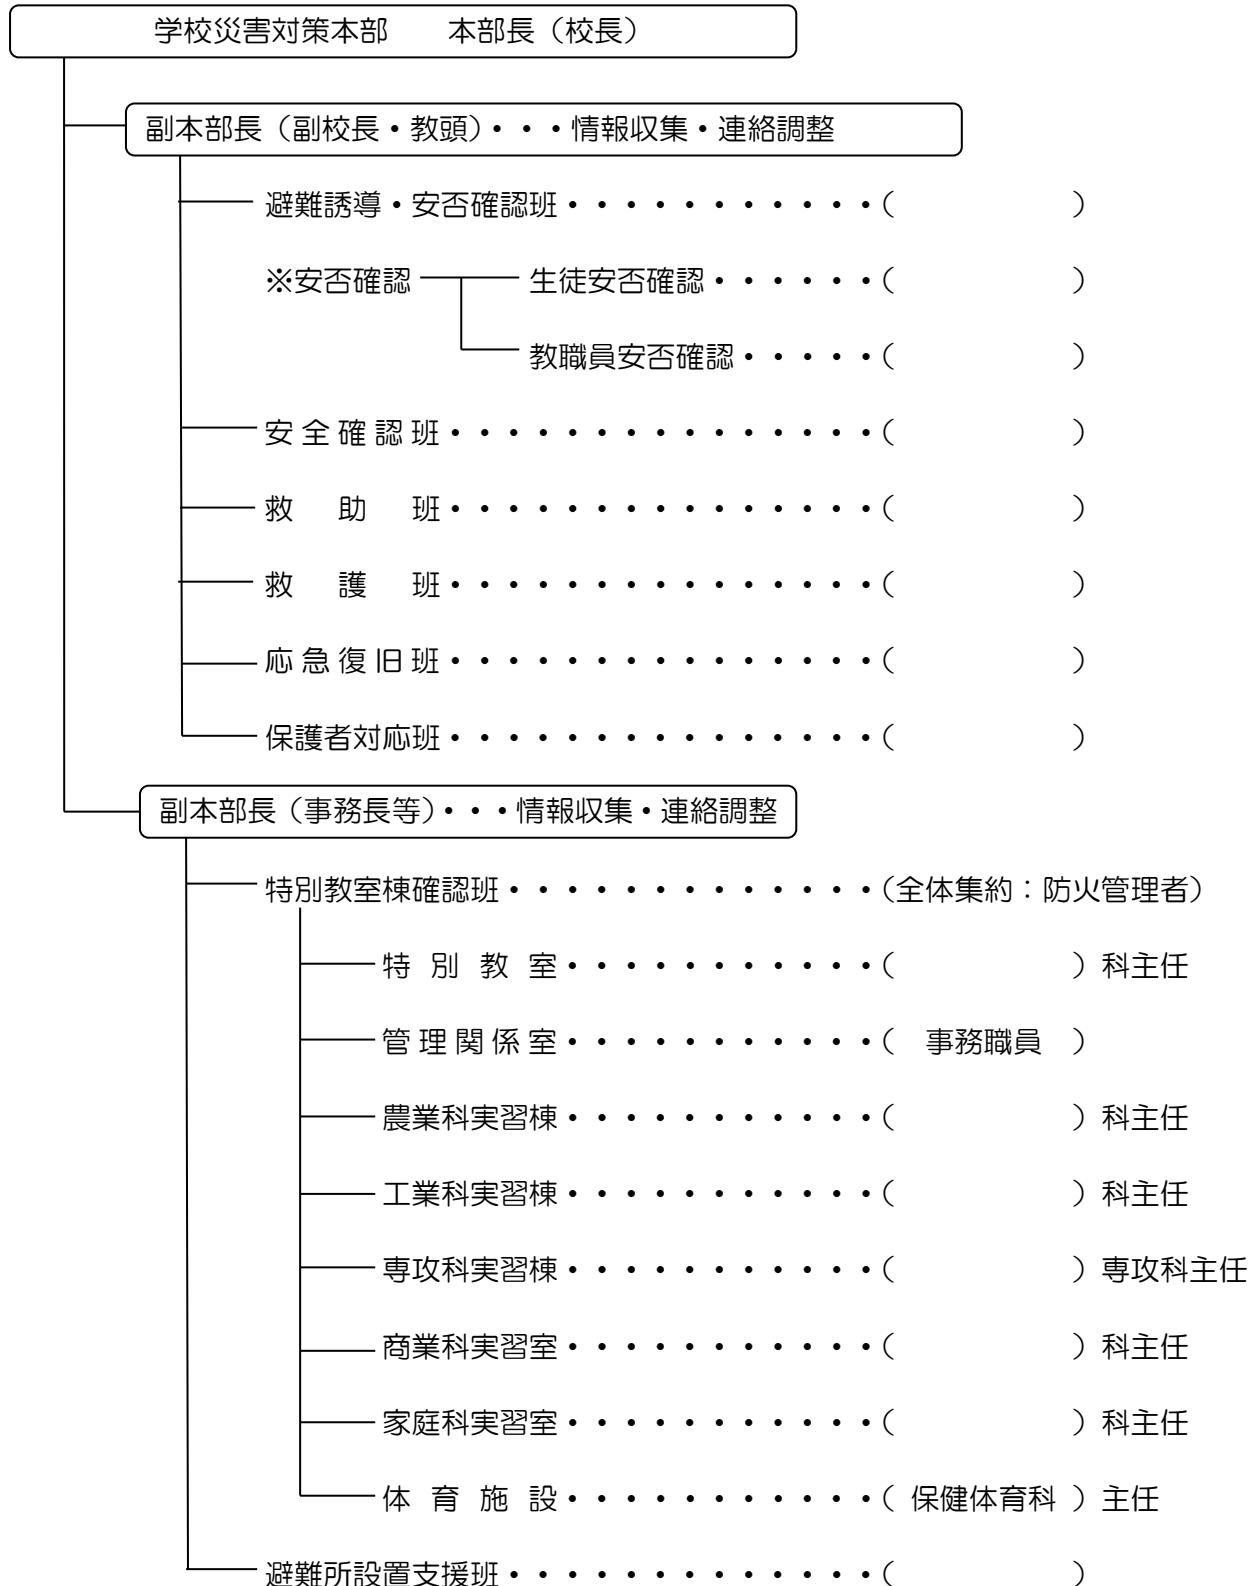 学校災害対策本部　　本部長（校長）
副本部長（副校長・教頭）・・・情報収集・連絡調整
避難誘導・安否確認班・・・・・・・・・・・（　　　　　　）
※安否確認　生徒安否確認・・・・・・（　　　　　　）
教職員安否確認・・・・・（　　　　　　）
安全確認班・・・・・・・・・・・・・・・（　　　　　　）
救　助　班・・・・・・・・・・・・・・・（　　　　　　）
救　護　班・・・・・・・・・・・・・・・（　　　　　　）
応急復旧班・・・・・・・・・・・・・・・（　　　　　　）
保護者対応班・・・・・・・・・・・・・・・（　　　　　　）
副本部長（事務長等）・・・情報収集・連絡調整
特別教室棟確認班・・・・・・・・・・・・・（全体集約：防火管理者）
特別教室・・・・・・・・・・・（　　　　　　）科主任
管理関係室・・・・・・・・・・・（　事務職員　）
農業科実習棟・・・・・・・・・・・（　　　　　　）科主任
工業科実習棟・・・・・・・・・・・（　　　　　　）科主任
専攻科実習棟・・・・・・・・・・・（　　　　　　）専攻科主任
商業科実習室・・・・・・・・・・・（　　　　　　）科主任
家庭科実習室・・・・・・・・・・・（　　　　　　）科主任
体育施設・・・・・・・・・・・（ 保健体育科 ）主任
避難所設置支援班・・・・・・・・・・・・・（　　　　　　）